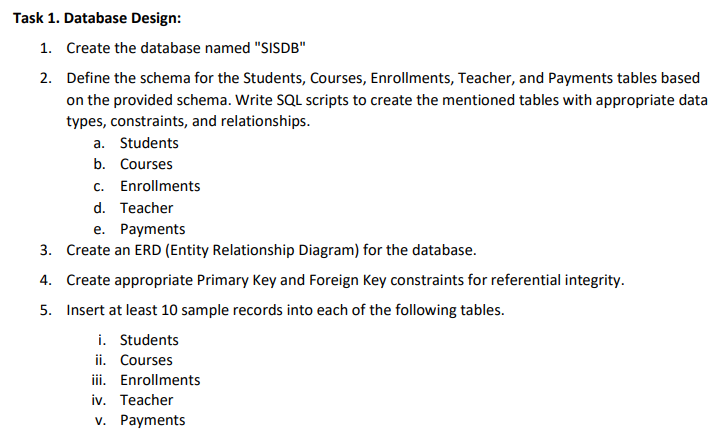 Task 1. Database Design:
1. Create the database named "SISDB"
2. Define the schema for the Students, Courses, Enrollments, Teacher, and Payments tables based
on the provided schema. Write SQL scripts to create the mentioned tables with appropriate data
types, constraints, and relationships.
a. Students
b. Courses
c. Enrollments
d. Teacher
e. Payments
3. Create an ERD (Entity Relationship Diagram) for the database.
4. Create appropriate Primary Key and Foreign Key constraints for referential integrity.
5. Insert at least 10 sample records into each of the following tables.
i. Students
ii. Courses
iii. Enrollments
iv. Teacher
v. Payments